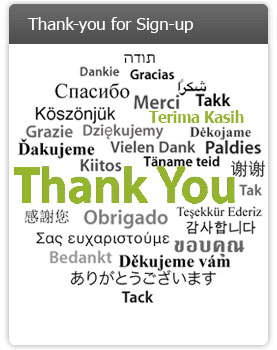 Thank-you for Sign-up
תודה
Dankie Gracias
Спасибо شكراً
Köszönjük Merci Takk
Terima Kasih
Grazie Dziękujemy Dėkojame
Ďakujeme Vielen Dank Paldies
Kiitos Täname teid 谢谢
Thank You Tak
感謝您 Obrigado Teşekkür Ederiz
감사합니다
Σας ευχαριστούμε ขอบคุณ
Bedankt Děkujeme vám
ありがとうございます
Tack